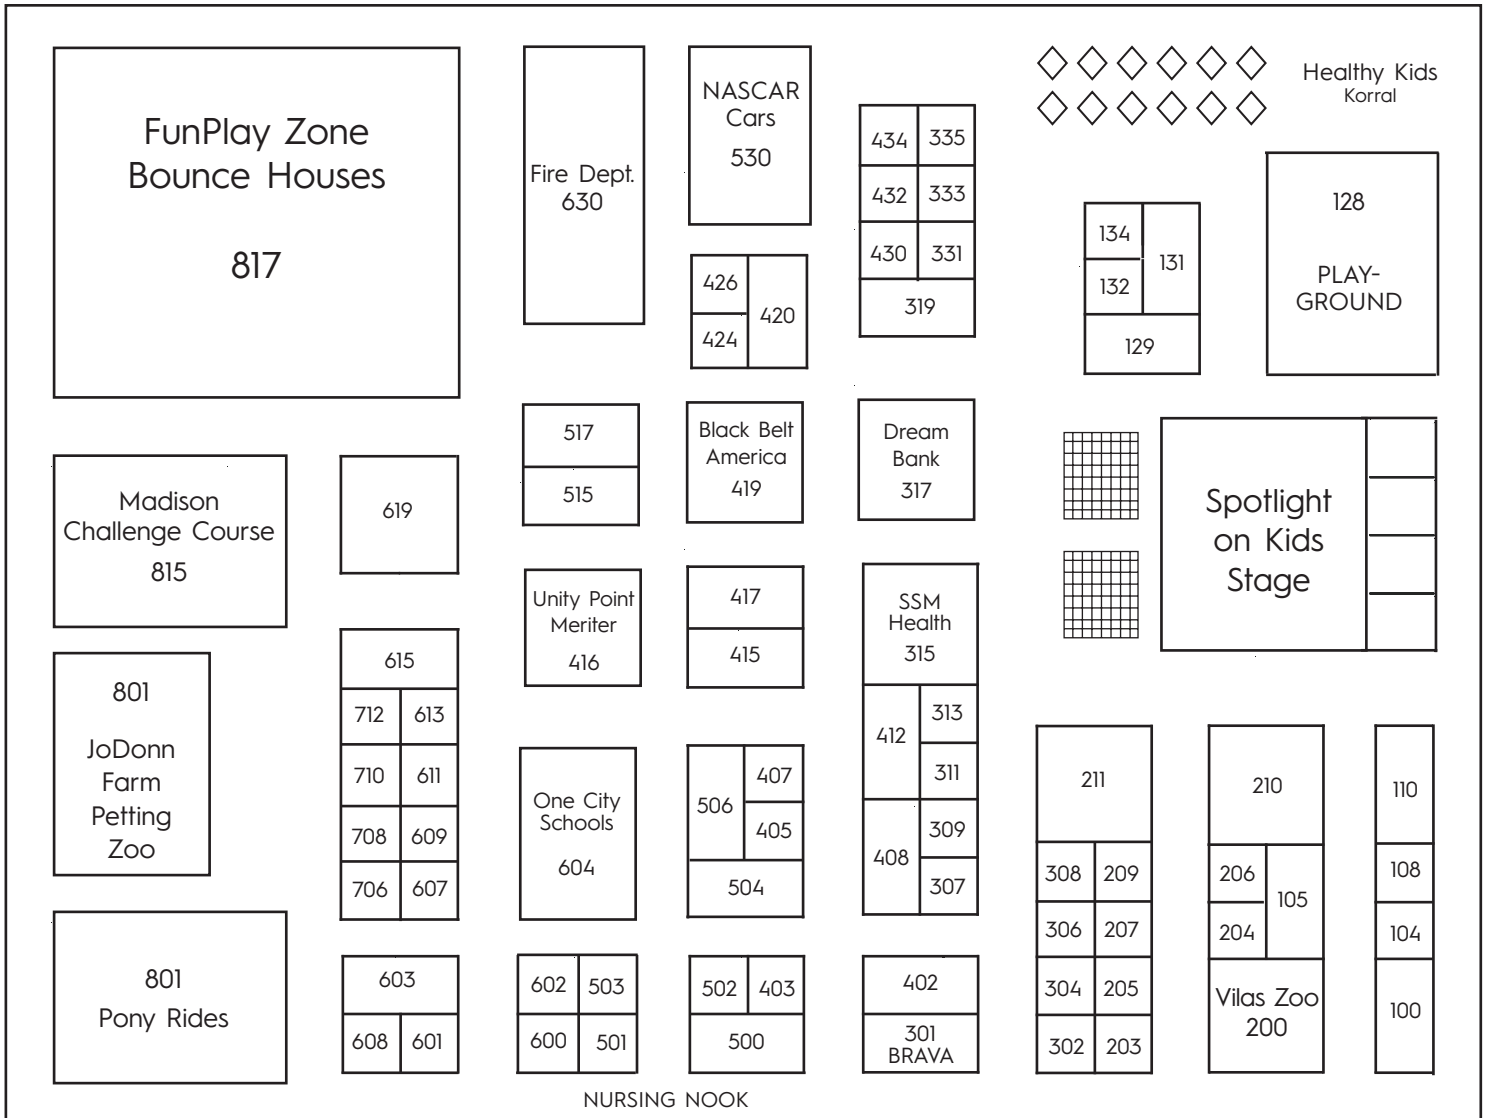 FunPlay Zone
Bounce Houses
817
Fire Dept.
630
NASCAR
Cars
530
434 335
432 333
430 331
319
Healthy Kids
Korral
128
PLAY-
GROUND
134
131
132
129
426
420
424
517
515
Black Belt
America
419
Dream
Bank
317
Spotlight
on Kids
Stage
Madison
Challenge Course
815
619
Unity Point
Meriter
416
417
415
SSM
Health
315
313
412
311
309
408
307
801
JoDonn
Farm
Petting
Zoo
615
712 613
710 611
708 609
706 607
One City
Schools
604
407
506
405
504
211
308 209
306 207
304 205
302 203
210
206
105
204
Vilas Zoo
200
110
108
104
100
801
Pony Rides
603
608 601
602 503
600 501
502 403
500
402
301
BRAVA
NURSING NOOK